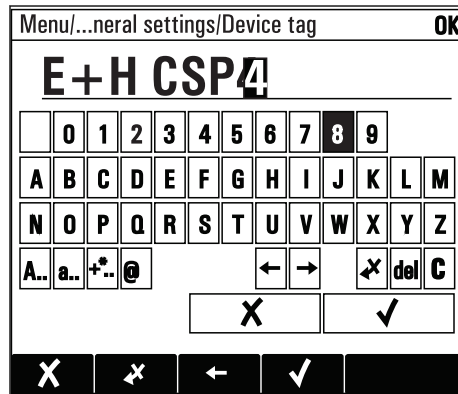 Menu/...neral settings/Device tag OK
E+H CSP4
0 1 2 3 4 5 6 7 8 9
A B C D E F G H I J K L M
N O P Q R S T U V W X Y Z
A.. a.. +*.. @ ← → del C
✗ ✓
✗ ← ✓